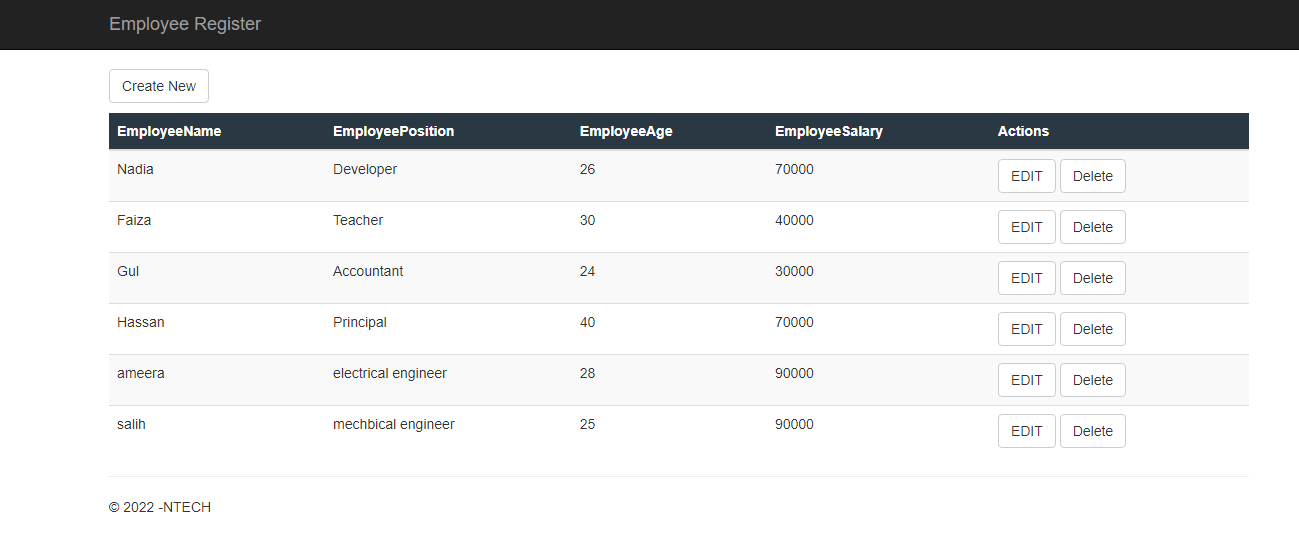 Employee Register
Create New
EmployeeName EmployeePosition EmployeeAge EmployeeSalary Actions
Nadia Developer 26 70000 EDIT Delete
Faiza Teacher 30 40000 EDIT Delete
Gul Accountant 24 30000 EDIT Delete
Hassan Principal 40 70000 EDIT Delete
ameera electrical engineer 28 90000 EDIT Delete
salih mechbical engineer 25 90000 EDIT Delete
© 2022 -NTECH